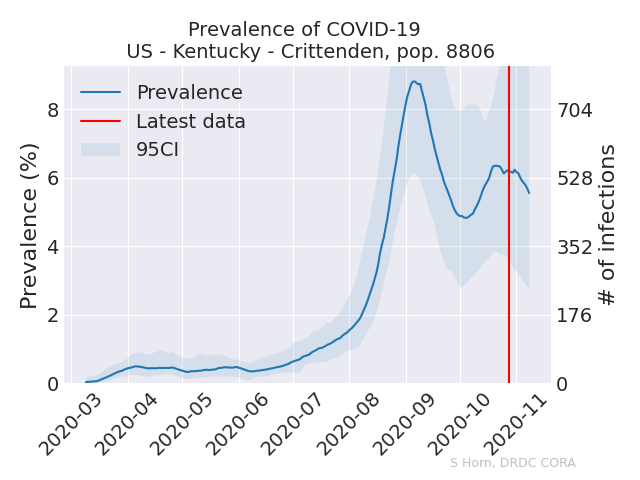 Prevalence of COVID-19
US - Kentucky - Crittenden, pop. 8806
Prevalence
Latest data
95CI
Prevalence (%)
8
6
4
2
0
704
528
352
176
0
# of infections
2020-03
2020-04
2020-05
2020-06
2020-07
2020-08
2020-09
2020-10
2020-11
S Horn, DRDC CORA